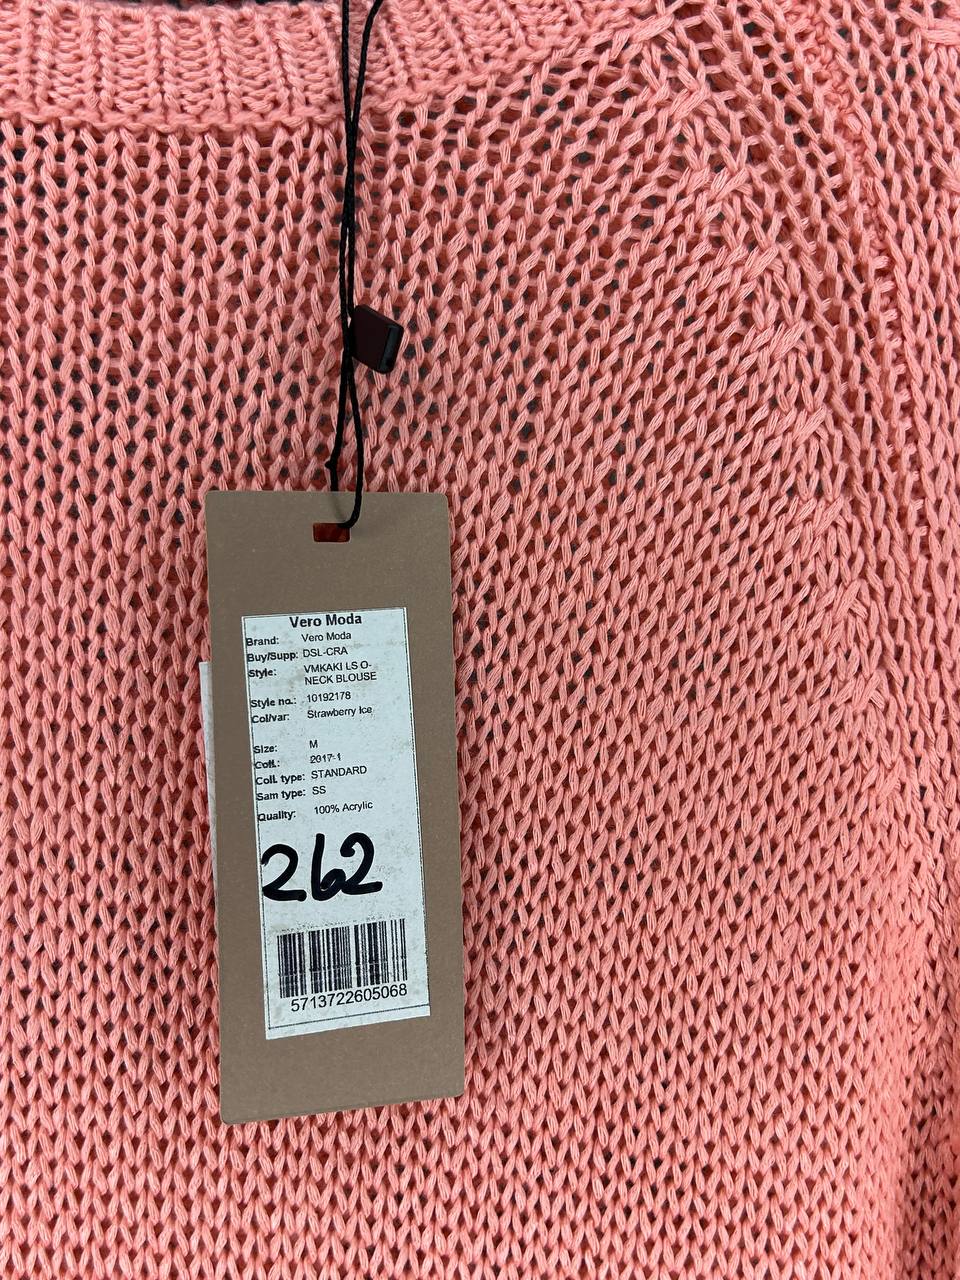 Vero Moda
Brand: Vero Moda
Buy/Supp: DSL-CRA
Style: VMKAKI LS O-
NECK BLOUSE
Style no.: 10192178
Col/var: Strawberry Ice
Size: M
Coll.: 2017-1
Coll. type: STANDARD
Sam type: SS
Quality: 100% Acrylic
262
5713722605068